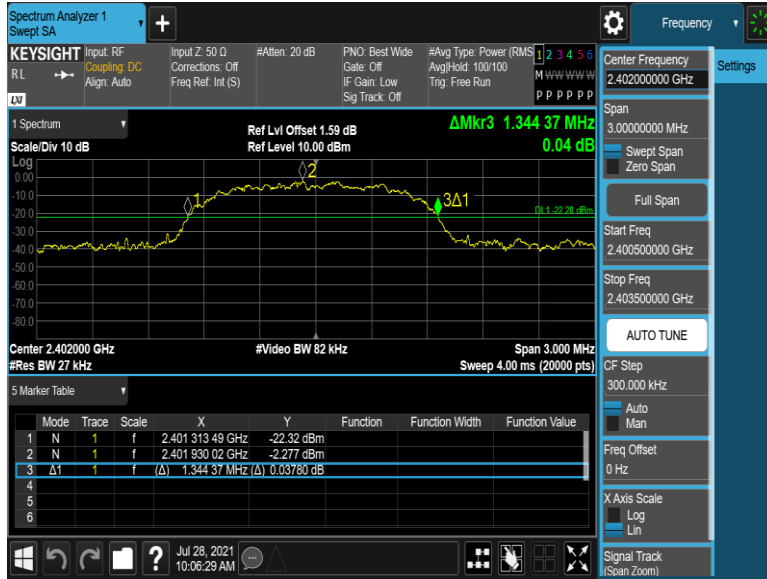 Spectrum Analyzer 1
Swept SA
Frequency
KEYSIGHT
RL
LXI
Input: RF
Coupling: DC
Align: Auto
Input Z: 50 Ω
Corrections: Off
Freq Ref: Int (S)
#Atten: 20 dB
PNO: Best Wide
Gate: Off
IF Gain: Low
Sig Track: Off
#Avg Type: Power (RMS
Avg|Hold: 100/100
Trig: Free Run
1 2 3 4 5 6
M W W W W W
P P P P P P
1 Spectrum
Scale/Div 10 dB
Ref Lvl Offset 1.59 dB
Ref Level 10.00 dBm
ΔMkr3 1.344 37 MHz
0.04 dB
Log
0.00
-10.0
-20.0
-30.0
-40.0
-50.0
-60.0
-70.0
-80.0
1
2
3Δ1
DL1 -22.28 dBm
Center 2.402000 GHz
#Res BW 27 kHz
#Video BW 82 kHz
Span 3.000 MHz
Sweep 4.00 ms (20000 pts)
5 Marker Table
Mode Trace Scale X Y Function Function Width Function Value
1 N 1 f 2.401 313 49 GHz -22.32 dBm
2 N 1 f 2.401 930 02 GHz -2.277 dBm
3 Δ1 1 f (Δ) 1.344 37 MHz (Δ) 0.03780 dB
4
5
6
?
Jul 28, 2021
10:06:29 AM
Center Frequency
2.402000000 GHz
Settings
Span
3.00000000 MHz
Swept Span
Zero Span
Full Span
Start Freq
2.400500000 GHz
Stop Freq
2.403500000 GHz
AUTO TUNE
CF Step
300.000 kHz
Auto
Man
Freq Offset
0 Hz
X Axis Scale
Log
Lin
Signal Track
(Span Zoom)